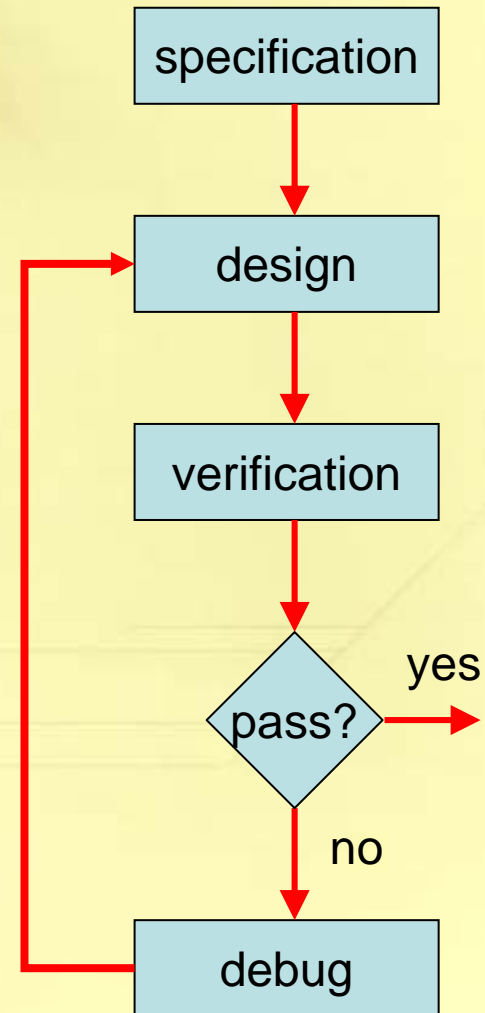 specification
design
verification
yes
pass?
no
debug